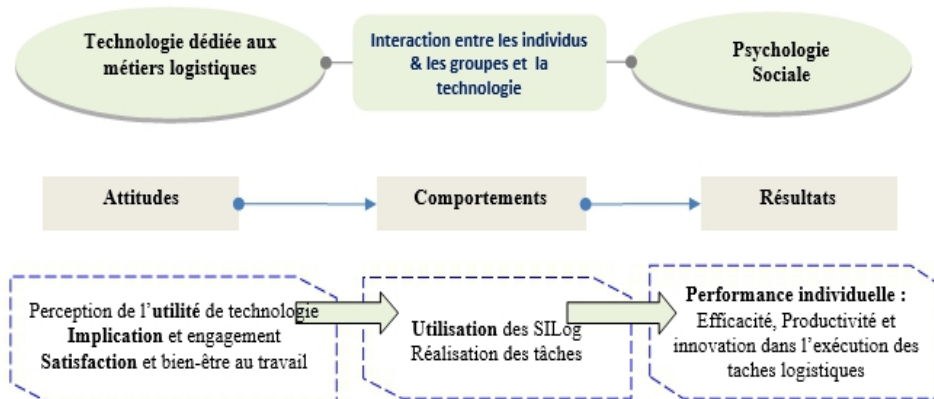 Technologie dédiée aux
métiers logistiques
Interaction entre les individus
& les groupes et la
technologie
Psychologie
Sociale
Attitudes
Comportements
Résultats
Perception de l'utilité de technologie
Implication et engagement
Satisfaction et bien-être au travail
Utilisation des SILog
Réalisation des tâches
Performance individuelle :
Efficacité, Productivité et
innovation dans l'exécution des
taches logistiques